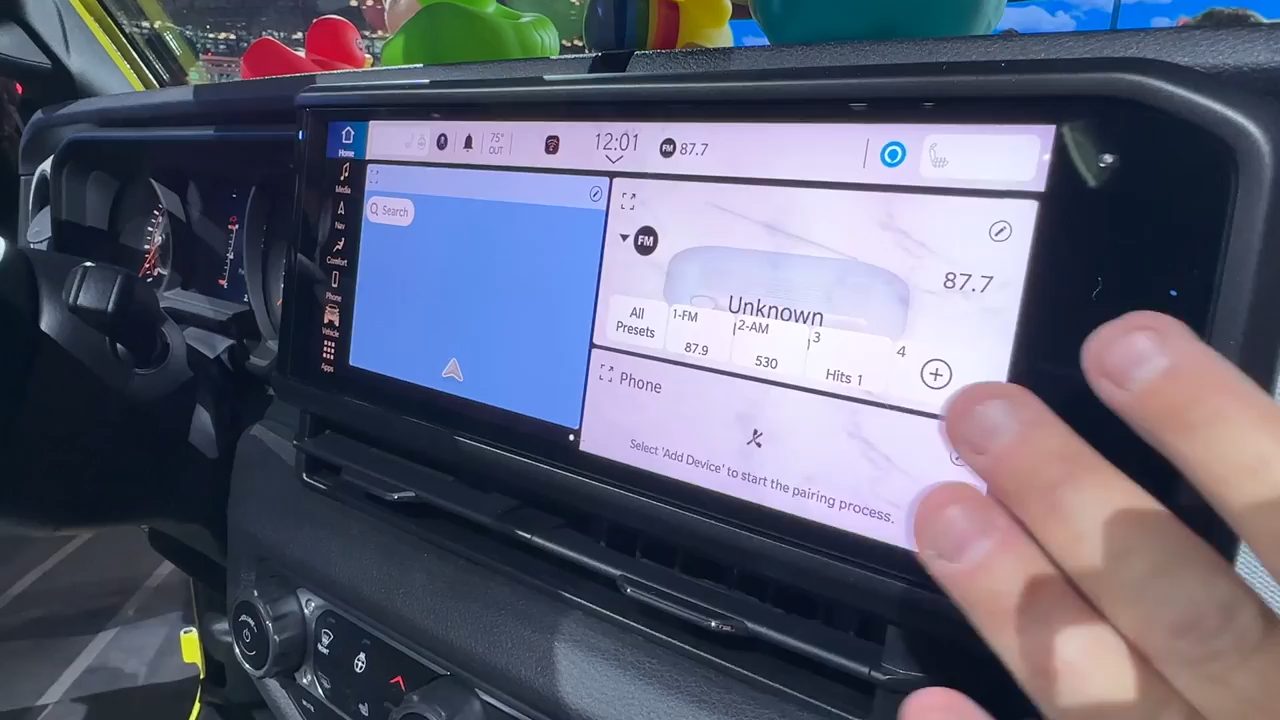 Home
Media
Nav
Comfort
Phone
Vehicle
Apps
75°
OUT
12:01
FM 87.7
Search
FM
87.7
Unknown
All
Presets
1-FM
87.9
2-AM
530
3
Hits 1
4
Phone
Select 'Add Device' to start the pairing process.